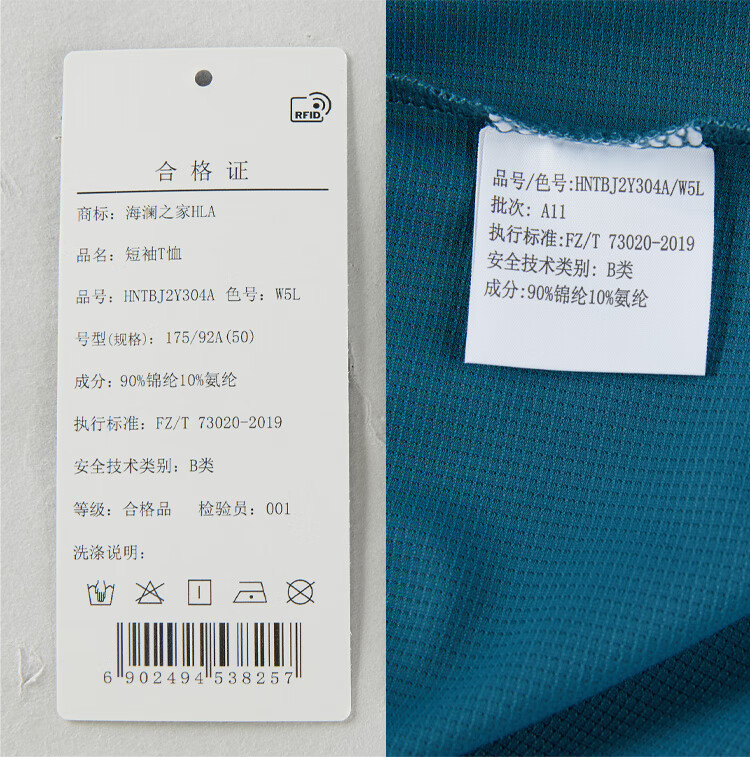 RFID
合格证
商标：海澜之家HLA
品名：短袖T恤
品号：HNTBJ2Y304A 色号：W5L
号型(规格)：175/92A(50)
成分：90%锦纶10%氨纶
执行标准：FZ/T 73020-2019
安全技术类别：B类
等级：合格品 检验员：001
洗涤说明：
6 902494 538257
品号/色号:HNTBJ2Y304A/W5L
批次: A11
执行标准:FZ/T 73020-2019
安全技术类别: B类
成分:90%锦纶10%氨纶